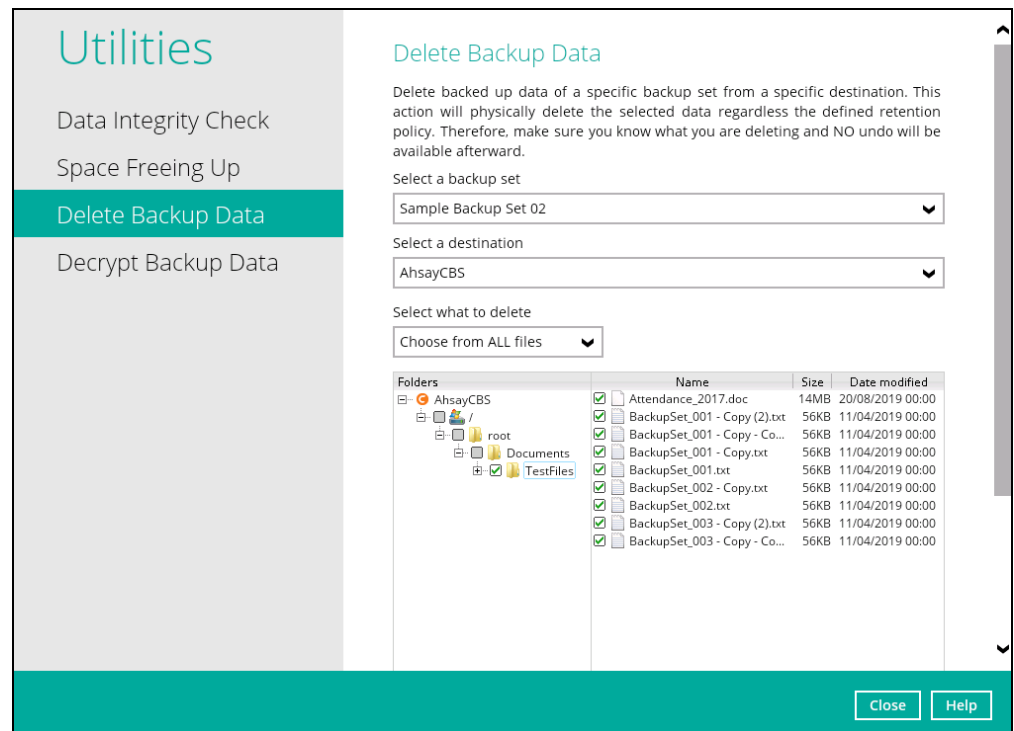 Utilities
Data Integrity Check
Space Freeing Up
Delete Backup Data
Decrypt Backup Data
Delete Backup Data
Delete backed up data of a specific backup set from a specific destination. This
action will physically delete the selected data regardless the defined retention
policy. Therefore, make sure you know what you are deleting and NO undo will be
available afterward.
Select a backup set
Sample Backup Set 02
Select a destination
AhsayCBS
Select what to delete
Choose from ALL files
Folders
AhsayCBS
/
root
Documents
TestFiles
Name Size Date modified
Attendance_2017.doc 14MB 20/08/2019 00:00
BackupSet_001 - Copy (2).txt 56KB 11/04/2019 00:00
BackupSet_001 - Copy - Co... 56KB 11/04/2019 00:00
BackupSet_001 - Copy.txt 56KB 11/04/2019 00:00
BackupSet_001.txt 56KB 11/04/2019 00:00
BackupSet_002 - Copy.txt 56KB 11/04/2019 00:00
BackupSet_002.txt 56KB 11/04/2019 00:00
BackupSet_003 - Copy (2).txt 56KB 11/04/2019 00:00
BackupSet_003 - Copy - Co... 56KB 11/04/2019 00:00
Close Help